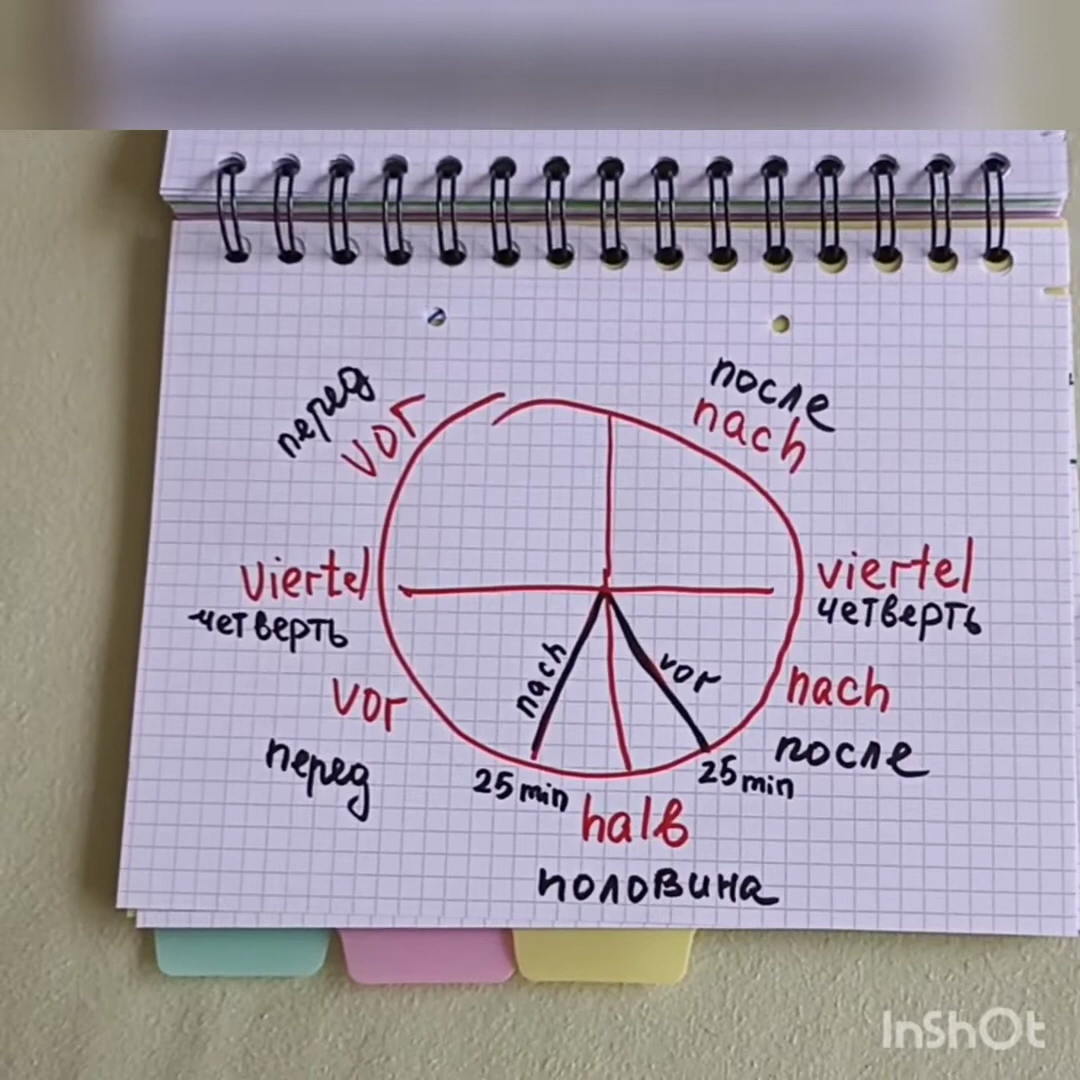 перед
vor
после
nach
viertel
четверть
viertel
четверть
nach
vor
vor
перед
nach
после
25 min
25 min
halb
половина
InShOt